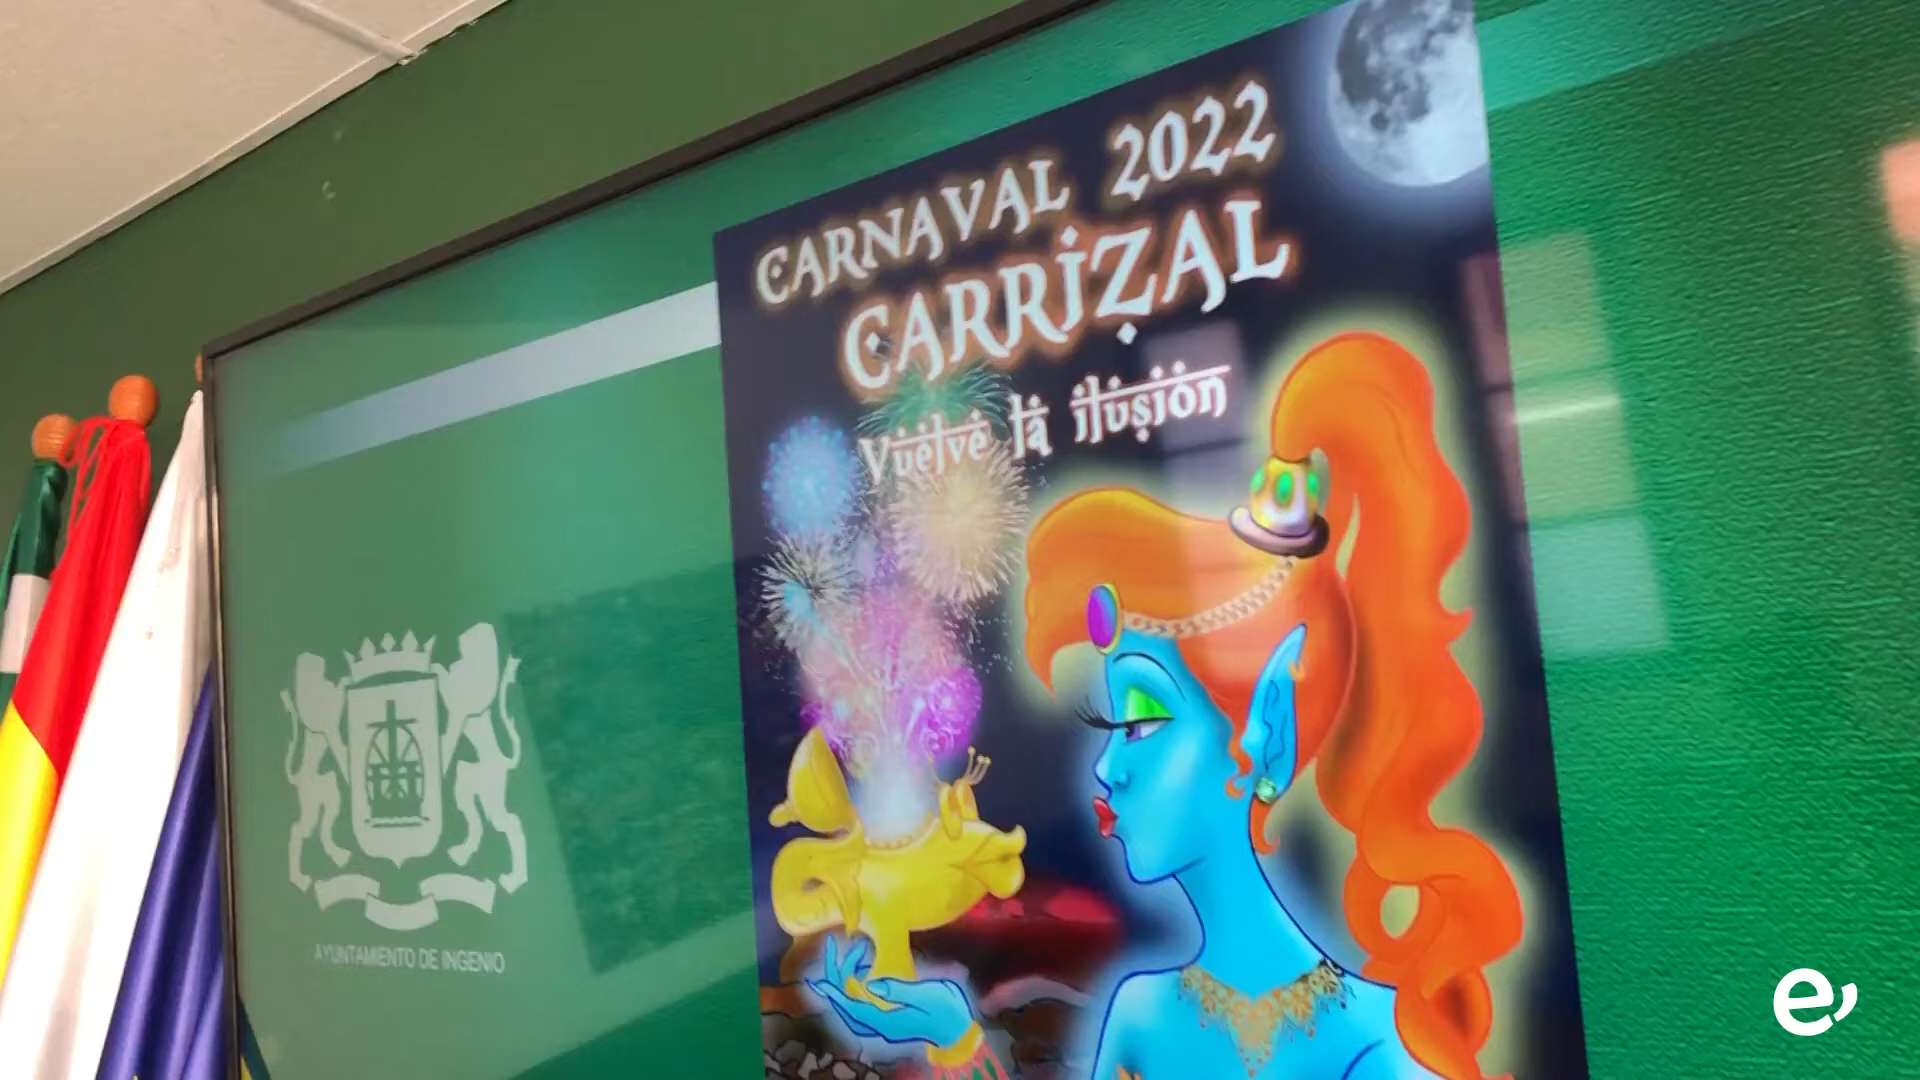 CARNAVAL 2022
CARRIZAL
Vuelve la ilusión
AYUNTAMIENTO DE INGENIO
e